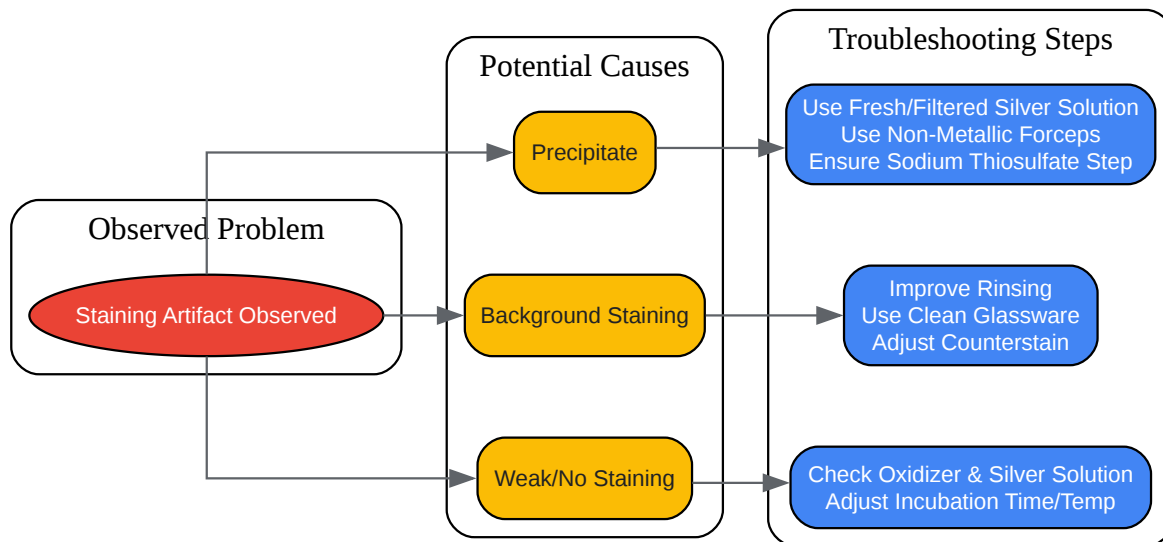 Observed Problem
Staining Artifact Observed
Potential Causes
Precipitate
Background Staining
Weak/No Staining
Troubleshooting Steps
Use Fresh/Filtered Silver Solution
Use Non-Metallic Forceps
Ensure Sodium Thiosulfate Step
Improve Rinsing
Use Clean Glassware
Adjust Counterstain
Check Oxidizer & Silver Solution
Adjust Incubation Time/Temp